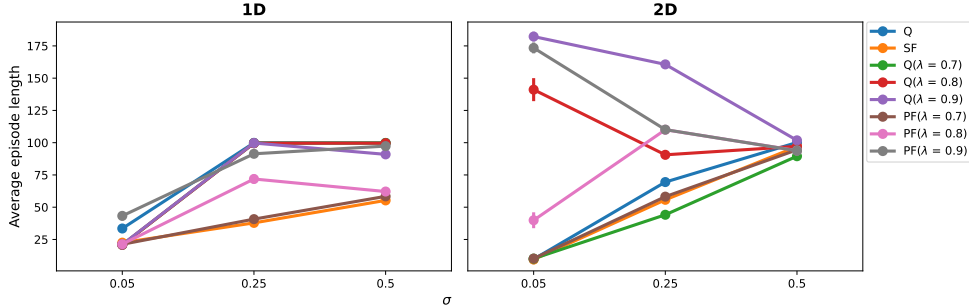 1D
2D
Average episode length
175
150
125
100
75
50
25
0.05
0.25
0.5
0.05
0.25
0.5
σ
Q
SF
Q(λ = 0.7)
Q(λ = 0.8)
Q(λ = 0.9)
PF(λ = 0.7)
PF(λ = 0.8)
PF(λ = 0.9)